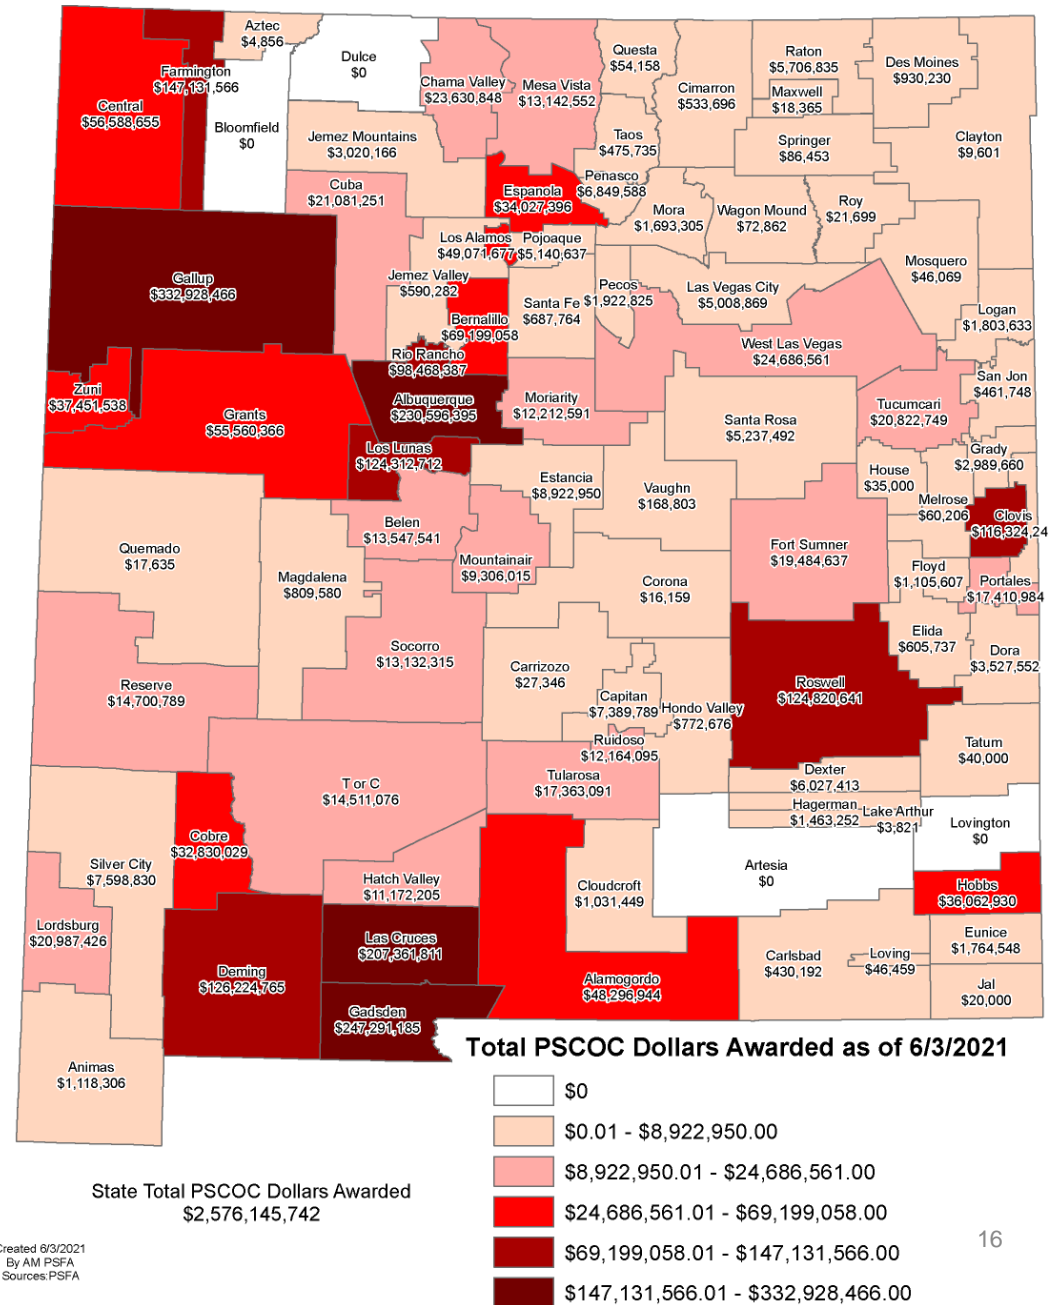 Aztec
$4,856
Dulce
$0
Farmington
$147,131,566
Central
$56,588,655
Bloomfield
$0
Chama Valley
$23,630,848
Mesa Vista
$13,142,552
Questa
$54,158
Cimarron
$533,696
Raton
$5,706,835
Maxwell
$18,365
Des Moines
$930,230
Clayton
$9,601
Springer
$86,453
Taos
$475,735
Jemez Mountains
$3,020,166
Cuba
$21,081,251
Espanola
$34,027,396
Penasco
$6,849,588
Mora
$1,693,305
Wagon Mound
$72,862
Roy
$21,699
Los Alamos
$49,071,677
Pojoaque
$5,140,637
Mosquero
$46,069
Gallup
$332,928,466
Jemez Valley
$590,282
Santa Fe
$687,764
Pecos
$1,922,825
Las Vegas City
$5,008,869
Logan
$1,803,633
Bernalillo
$69,199,058
West Las Vegas
$24,686,561
Rio Rancho
$98,468,387
San Jon
$461,748
Zuni
$37,451,538
Grants
$55,560,366
Albuquerque
$230,596,395
Moriarity
$12,212,591
Tucumcari
$20,822,749
Santa Rosa
$5,237,492
Los Lunas
$124,312,712
Grady
$2,989,660
Estancia
$8,922,950
Vaughn
$168,803
House
$35,000
Melrose
$60,206
Clovis
$116,324,24
Belen
$13,547,541
Quemado
$17,635
Magdalena
$809,580
Mountainair
$9,306,015
Fort Sumner
$19,484,637
Floyd
$1,105,607
Portales
$17,410,984
Corona
$16,159
Socorro
$13,132,315
Elida
$605,737
Dora
$3,527,552
Reserve
$14,700,789
Carrizozo
$27,346
Capitan
$7,389,789
Hondo Valley
$772,676
Roswell
$124,820,641
Ruidoso
$12,164,095
Tatum
$40,000
T or C
$14,511,076
Tularosa
$17,363,091
Dexter
$6,027,413
Hagerman
$1,463,252
Lake Arthur
$3,821
Lovington
$0
Cobre
$32,830,029
Silver City
$7,598,830
Hatch Valley
$11,172,205
Cloudcroft
$1,031,449
Artesia
$0
Hobbs
$36,062,930
Lordsburg
$20,987,426
Las Cruces
$207,361,811
Eunice
$1,764,548
Carlsbad
$430,192
Loving
$46,459
Deming
$126,224,765
Alamogordo
$48,296,944
Jal
$20,000
Gadsden
$247,291,185
Animas
$1,118,306
Total PSCOC Dollars Awarded as of 6/3/2021
$0
$0.01 - $8,922,950.00
$8,922,950.01 - $24,686,561.00
$24,686,561.01 - $69,199,058.00
$69,199,058.01 - $147,131,566.00
$147,131,566.01 - $332,928,466.00
State Total PSCOC Dollars Awarded
$2,576,145,742
16
Created 6/3/2021
By AM PSFA
Sources:PSFA